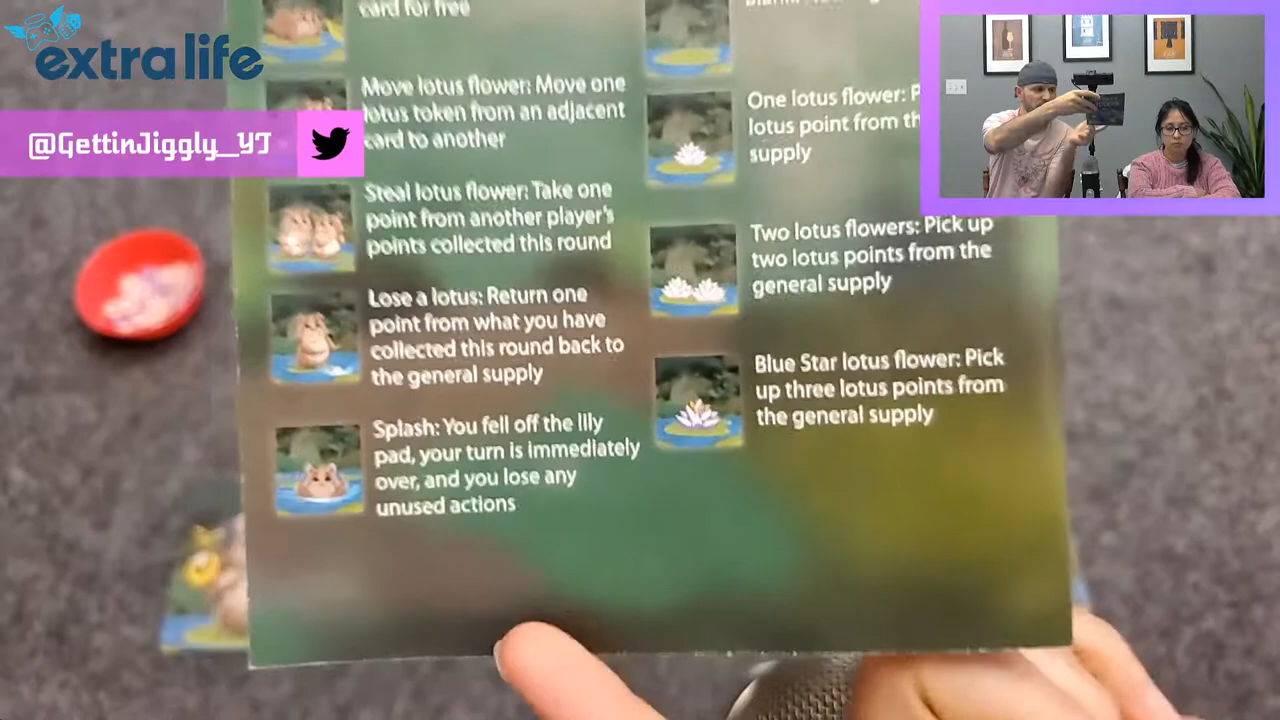 extra life
@GettinJiggly_YT
card for free
Move lotus flower: Move one
lotus token from an adjacent
card to another
Steal lotus flower: Take one
point from another player's
points collected this round
Lose a lotus: Return one
point from what you have
collected this round back to
the general supply
Splash: You fell off the lily
pad, your turn is immediately
over, and you lose any
unused actions
One lotus flower: P
lotus point from th
supply
Two lotus flowers: Pick up
two lotus points from the
general supply
Blue Star lotus flower: Pick
up three lotus points from
the general supply